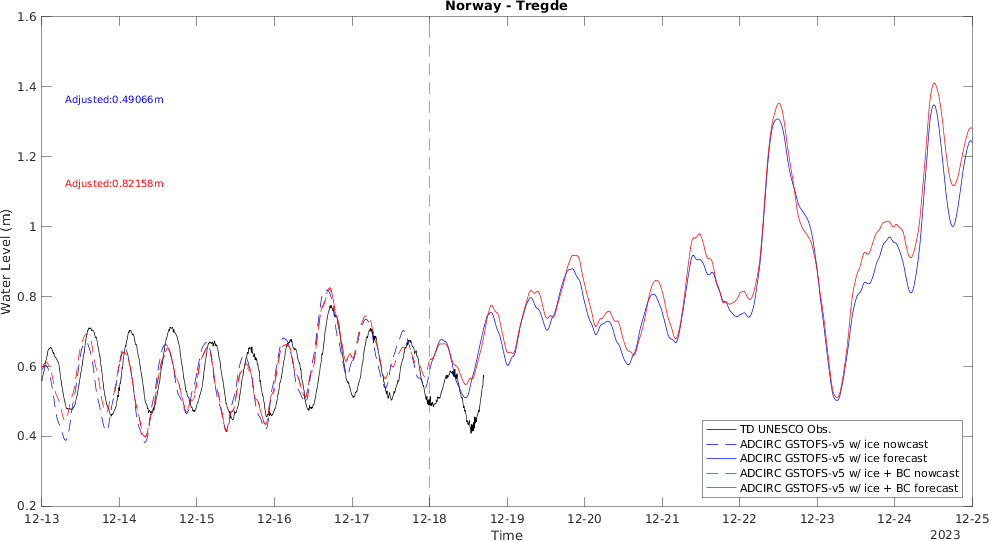 Norway - Tregde
1.6
1.4
1.2
1
0.8
0.6
0.4
0.2
Water Level (m)
Adjusted:0.49066m
Adjusted:0.82158m
TD UNESCO Obs.
ADCIRC GSTOFS-v5 w/ ice nowcast
ADCIRC GSTOFS-v5 w/ ice forecast
ADCIRC GSTOFS-v5 w/ ice + BC nowcast
ADCIRC GSTOFS-v5 w/ ice + BC forecast
12-13 12-14 12-15 12-16 12-17 12-18 12-19 12-20 12-21 12-22 12-23 12-24 12-25
Time
2023